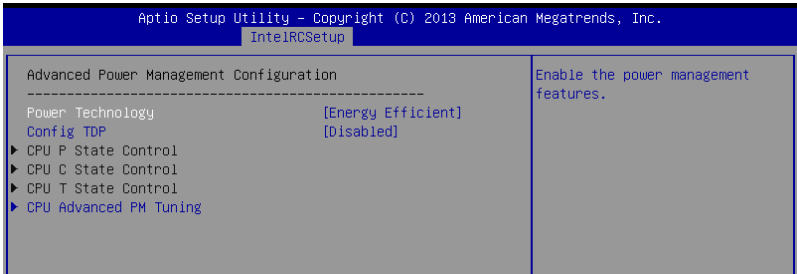 Aptio Setup Utility – Copyright (C) 2013 American Megatrends, Inc.
IntelRCSetup
Advanced Power Management Configuration
--------------------------------------------------
Power Technology [Energy Efficient]
Config TDP [Disabled]
CPU P State Control
CPU C State Control
CPU T State Control
CPU Advanced PM Tuning
Enable the power management
features.